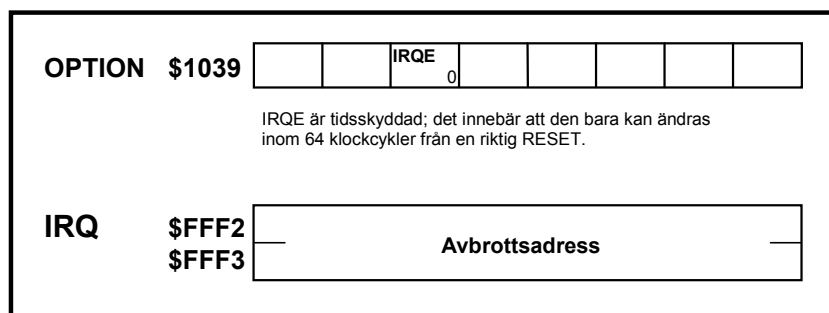 OPTION $1039 IRQE
0
IRQE är tidsskyddad; det innebär att den bara kan ändras
inom 64 klockcykler från en riktig RESET.
IRQ $FFF2
Avbrottsadress
$FFF3